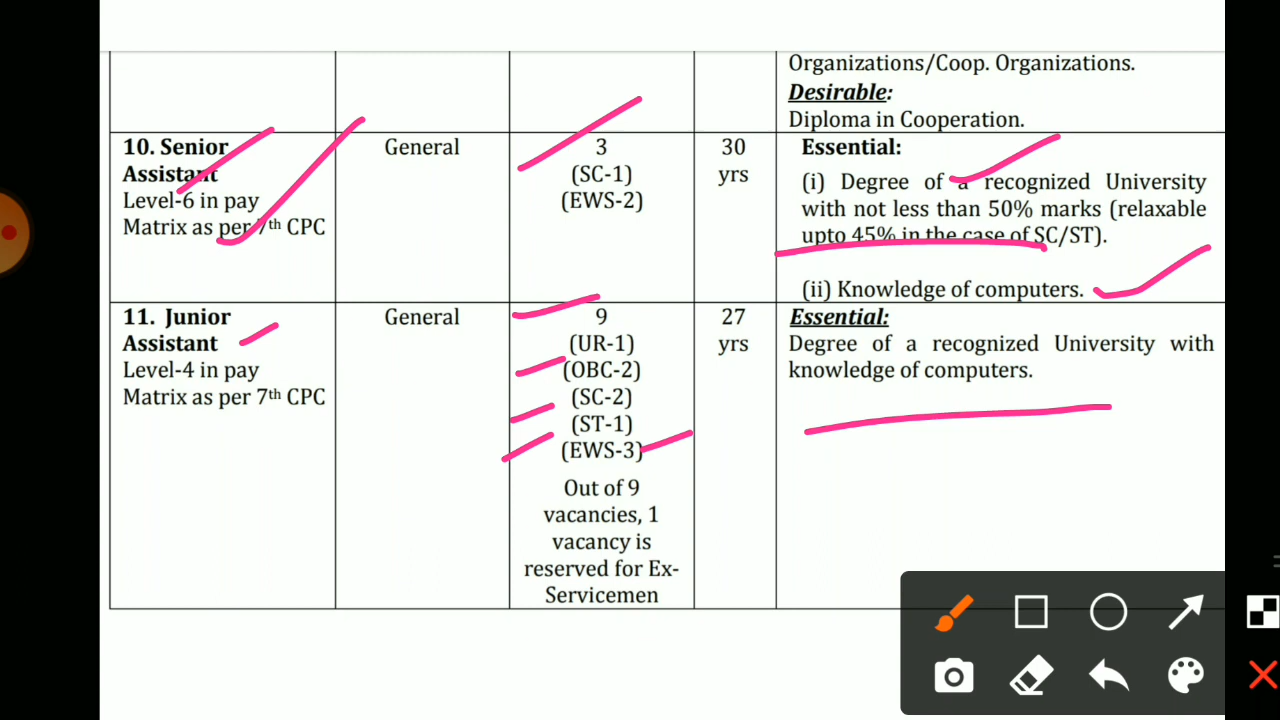 Organizations/Coop. Organizations.
Desirable:
Diploma in Cooperation.
10. Senior
Assistant
Level-6 in pay
Matrix as per 7th CPC
General
3
(SC-1)
(EWS-2)
30
yrs
Essential:
(i) Degree of a recognized University
with not less than 50% marks (relaxable
upto 45% in the case of SC/ST).
(ii) Knowledge of computers.
11. Junior
Assistant
Level-4 in pay
Matrix as per 7th CPC
General
9
(UR-1)
(OBC-2)
(SC-2)
(ST-1)
(EWS-3)
Out of 9
vacancies, 1
vacancy is
reserved for Ex-
Servicemen
27
yrs
Essential:
Degree of a recognized University with
knowledge of computers.